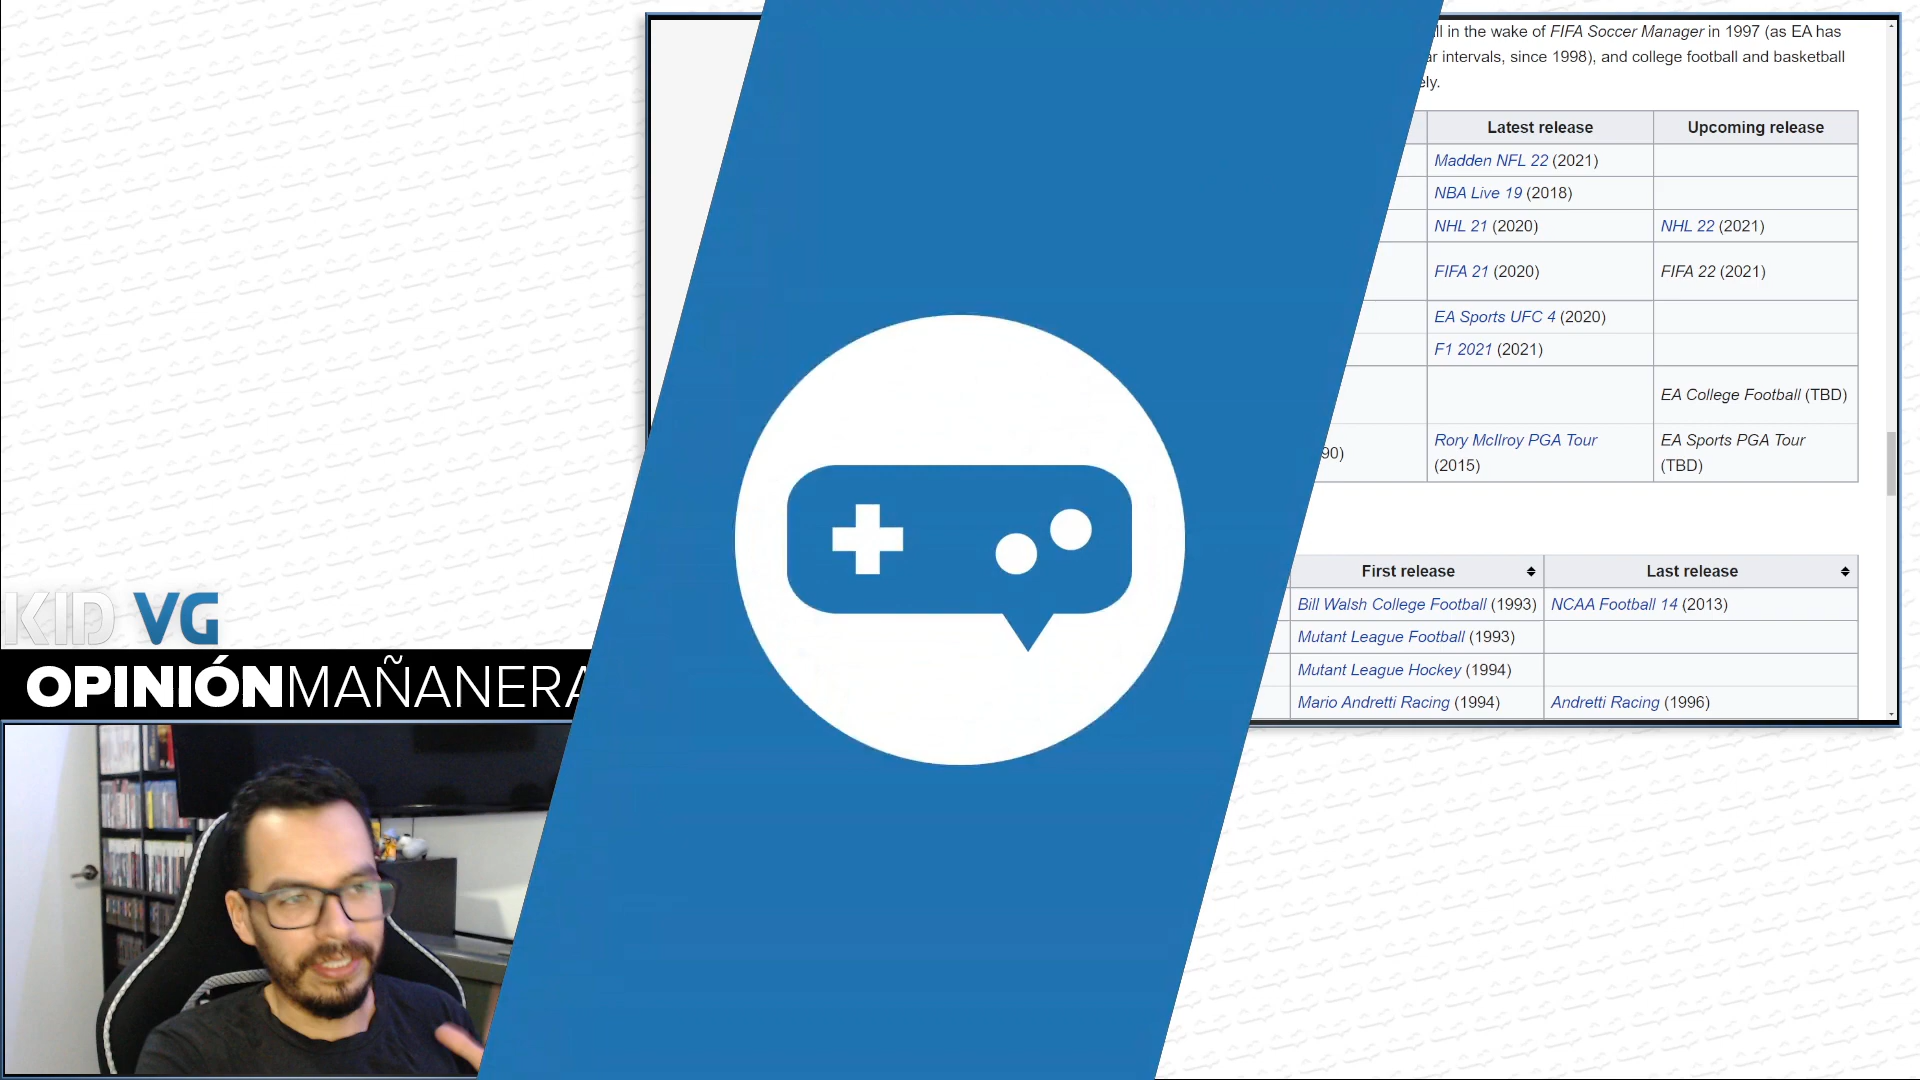 ll in the wake of FIFA Soccer Manager in 1997 (as EA has
ar intervals, since 1998), and college football and basketball
ely.
Latest release Upcoming release
Madden NFL 22 (2021)
NBA Live 19 (2018)
NHL 21 (2020) NHL 22 (2021)
FIFA 21 (2020) FIFA 22 (2021)
EA Sports UFC 4 (2020)
F1 2021 (2021)
EA College Football (TBD)
90) Rory McIlroy PGA Tour EA Sports PGA Tour
(2015) (TBD)
First release Last release
Bill Walsh College Football (1993) NCAA Football 14 (2013)
Mutant League Football (1993)
Mutant League Hockey (1994)
Mario Andretti Racing (1994) Andretti Racing (1996)
KID VG
OPINIÓN MAÑANERA